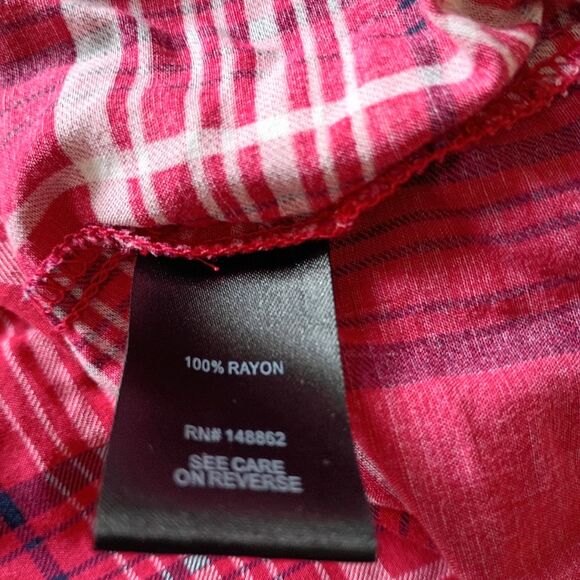 100% RAYON
RN# 148862
SEE CARE
ON REVERSE